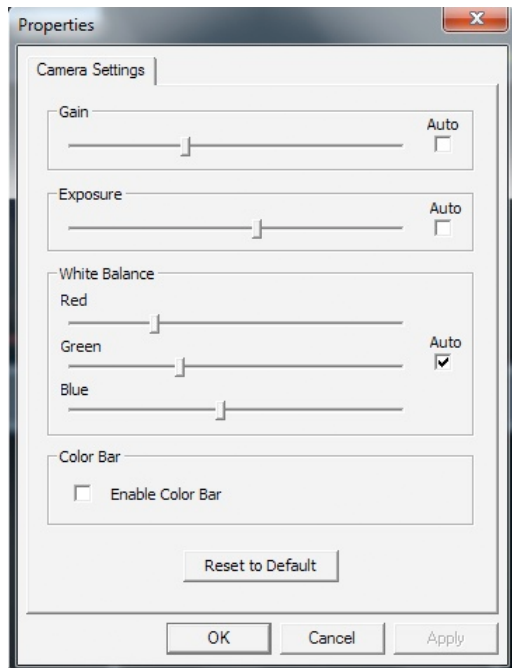 Properties
Camera Settings
Gain
Auto
Exposure
Auto
White Balance
Red
Green
Auto
Blue
Color Bar
Enable Color Bar
Reset to Default
OK Cancel Apply